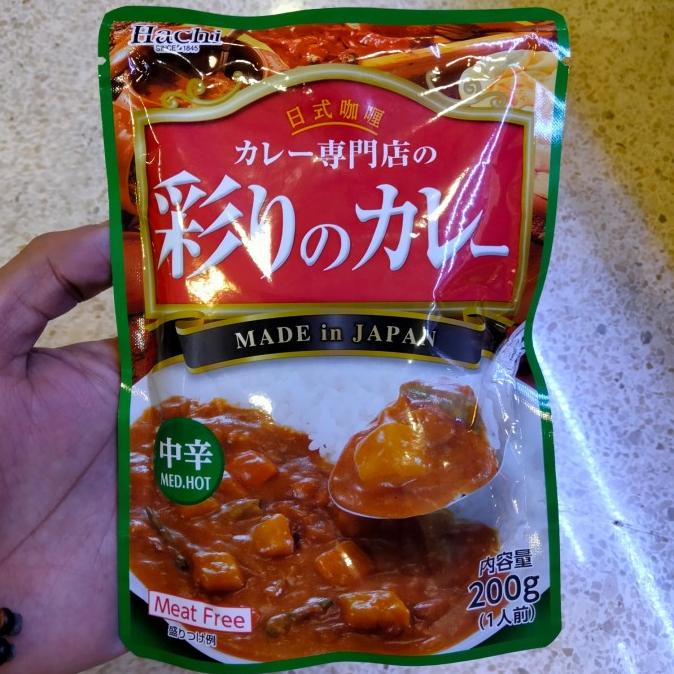 Hachi
SINCE 1845
日式咖喱
カレー専門店の
彩りのカレー
MADE in JAPAN
中辛
MED.HOT
Meat Free
盛りつけ例
内容量
200g
(1人前)